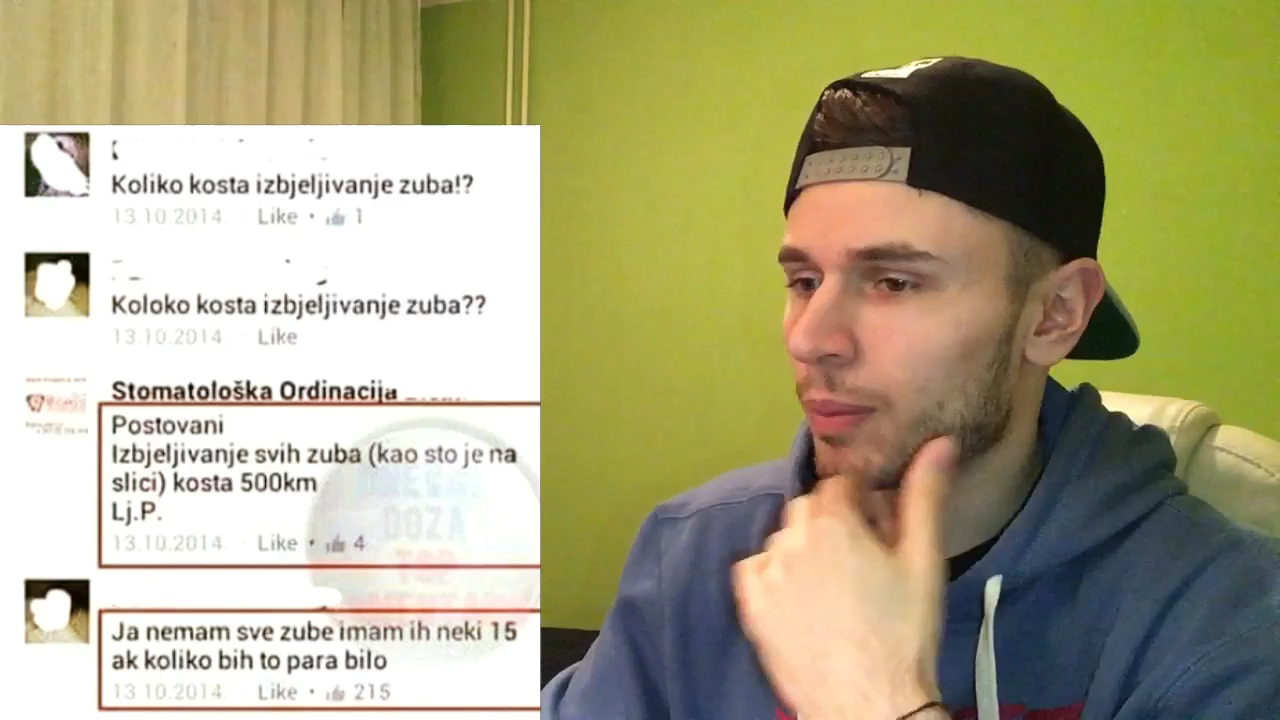 Koliko kosta izbjeljivanje zuba!?
13.10.2014. · Like · 1
Koloko kosta izbjeljivanje zuba??
13.10.2014. · Like
Stomatološka Ordinacija
Postovani
Izbjeljivanje svih zuba (kao sto je na
slici) kosta 500km
Lj.P.
13.10.2014. · Like · 4
DOZA
TOP
Ja nemam sve zube imam ih neki 15
ak koliko bih to para bilo
13.10.2014. · Like · 215